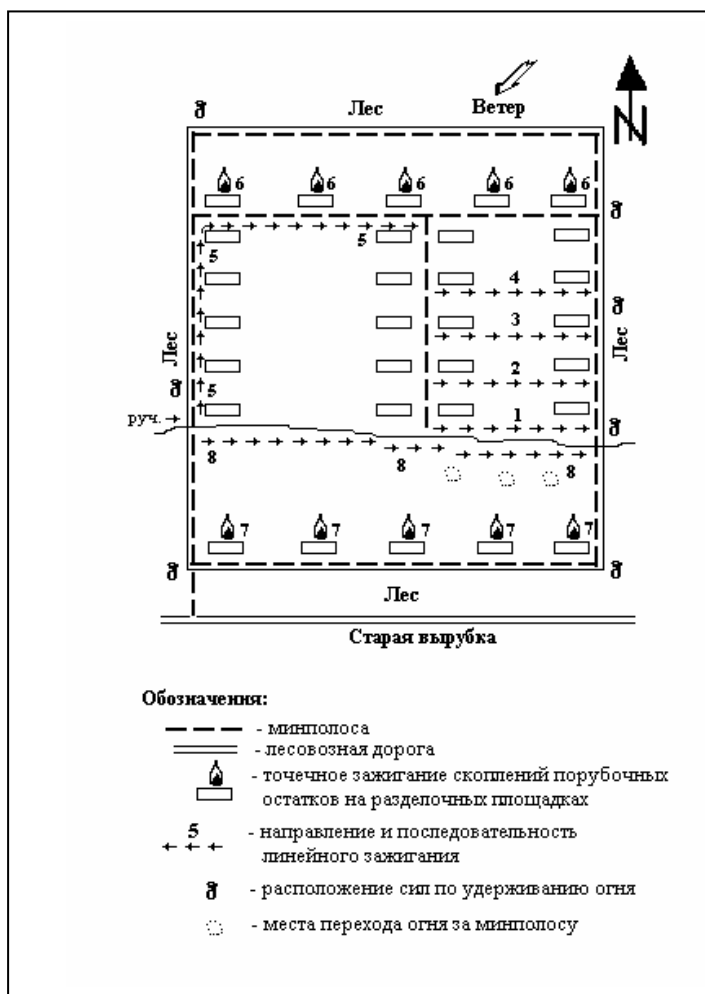 Лес
Ветер
N
6 6 6 6 6
5
5
4
3
Лес
Лес
2
5
1
руч.
8
8
8
7 7 7 7 7
Лес
Старая вырубка
Обозначения:
- минполоса
- лесовозная дорога
- точечное зажигание скоплений порубочных
остатков на разделочных площадках
5
- направление и последовательность
линейного зажигания
- расположение сил по удерживанию огня
- места перехода огня за минполосу